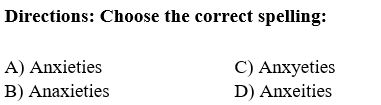 Directions: Choose the correct spelling:
A) Anxieties C) Anxyeties
B) Anaxieties D) Anxeities